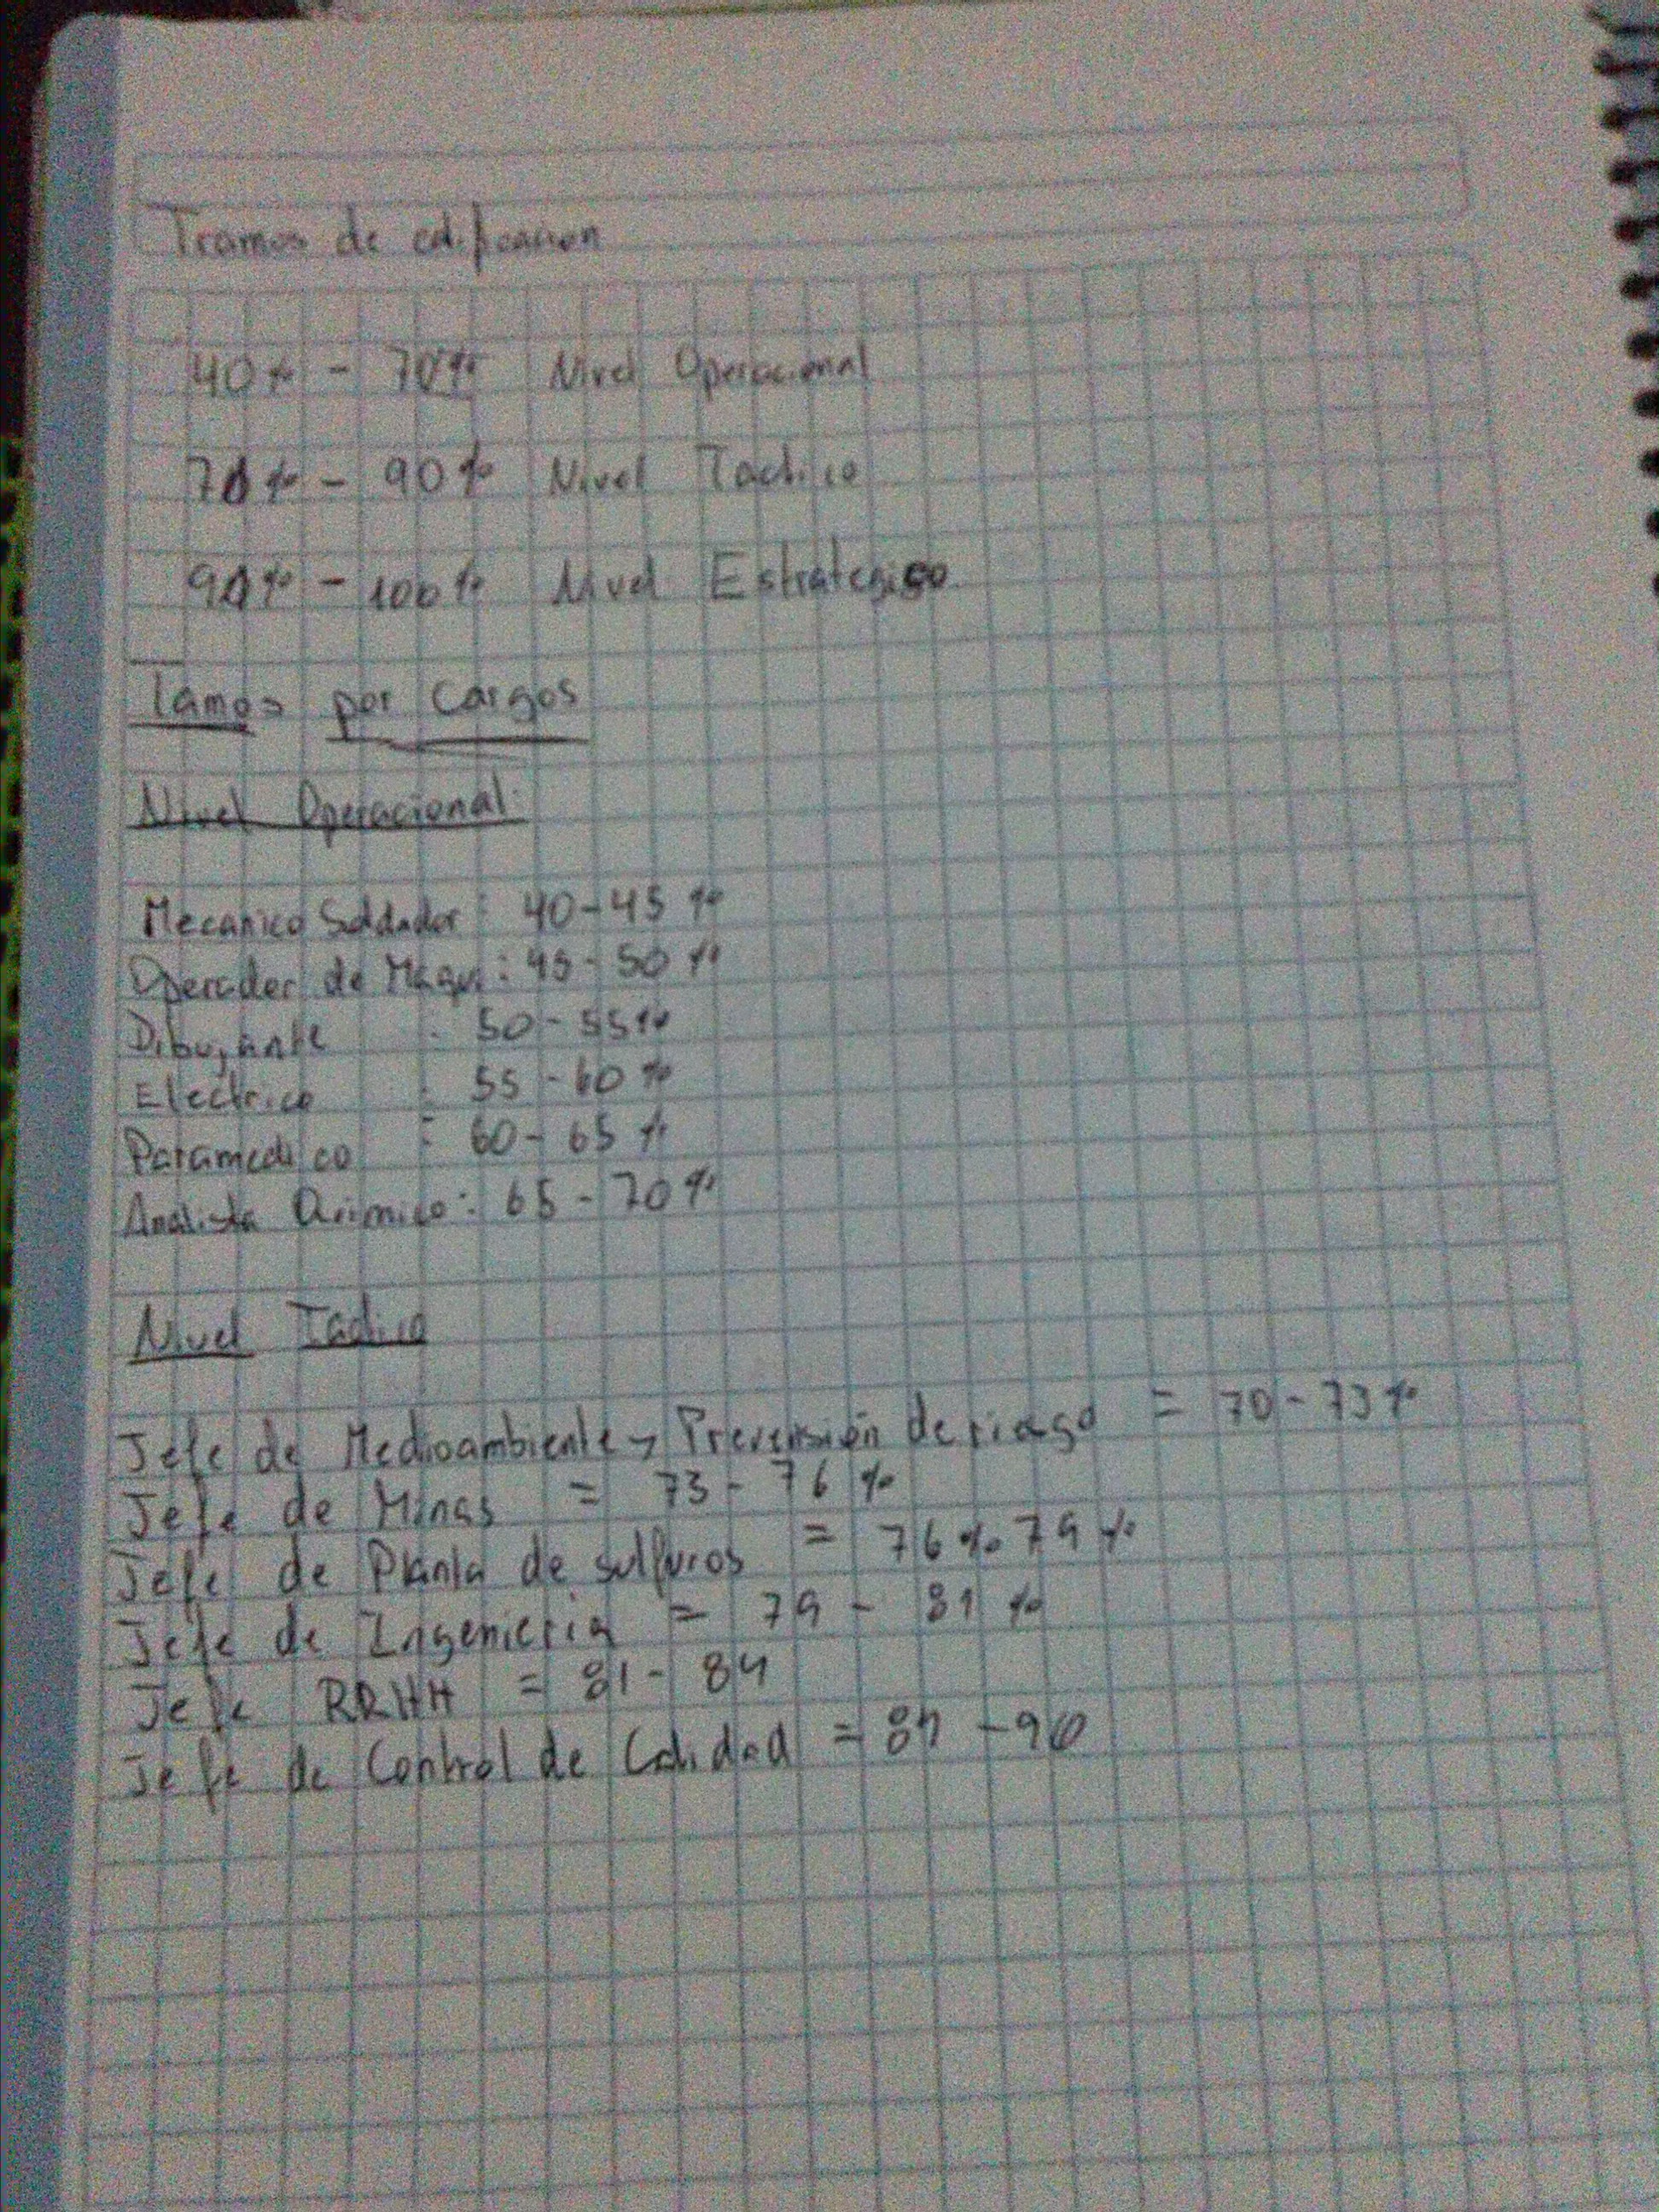 Tramos de edificacion
40% - 70% Nivel Operacional
70% - 90% Nivel Tactico
90% - 100% Nivel Estrategico
Tamos por Cargos
Nivel Operacional:
Mecanico Soldador : 40-45 %
Operador de Maqui : 45-50 %
Dibujante : 50-55%
Electrico : 55-60 %
Paramedico : 60-65 %
Analista Quimico : 65-70%
Nivel Tactico
Jefe de Medioambiente y Prevension de riesgo = 70-73%
Jefe de Minas = 73-76 %
Jefe de Planta de sulfuros = 76% 79%
Jefe de Ingenieria = 79 - 81 %
Jefe RRHH = 81- 84
Jefe de Control de Calidad = 84 -90